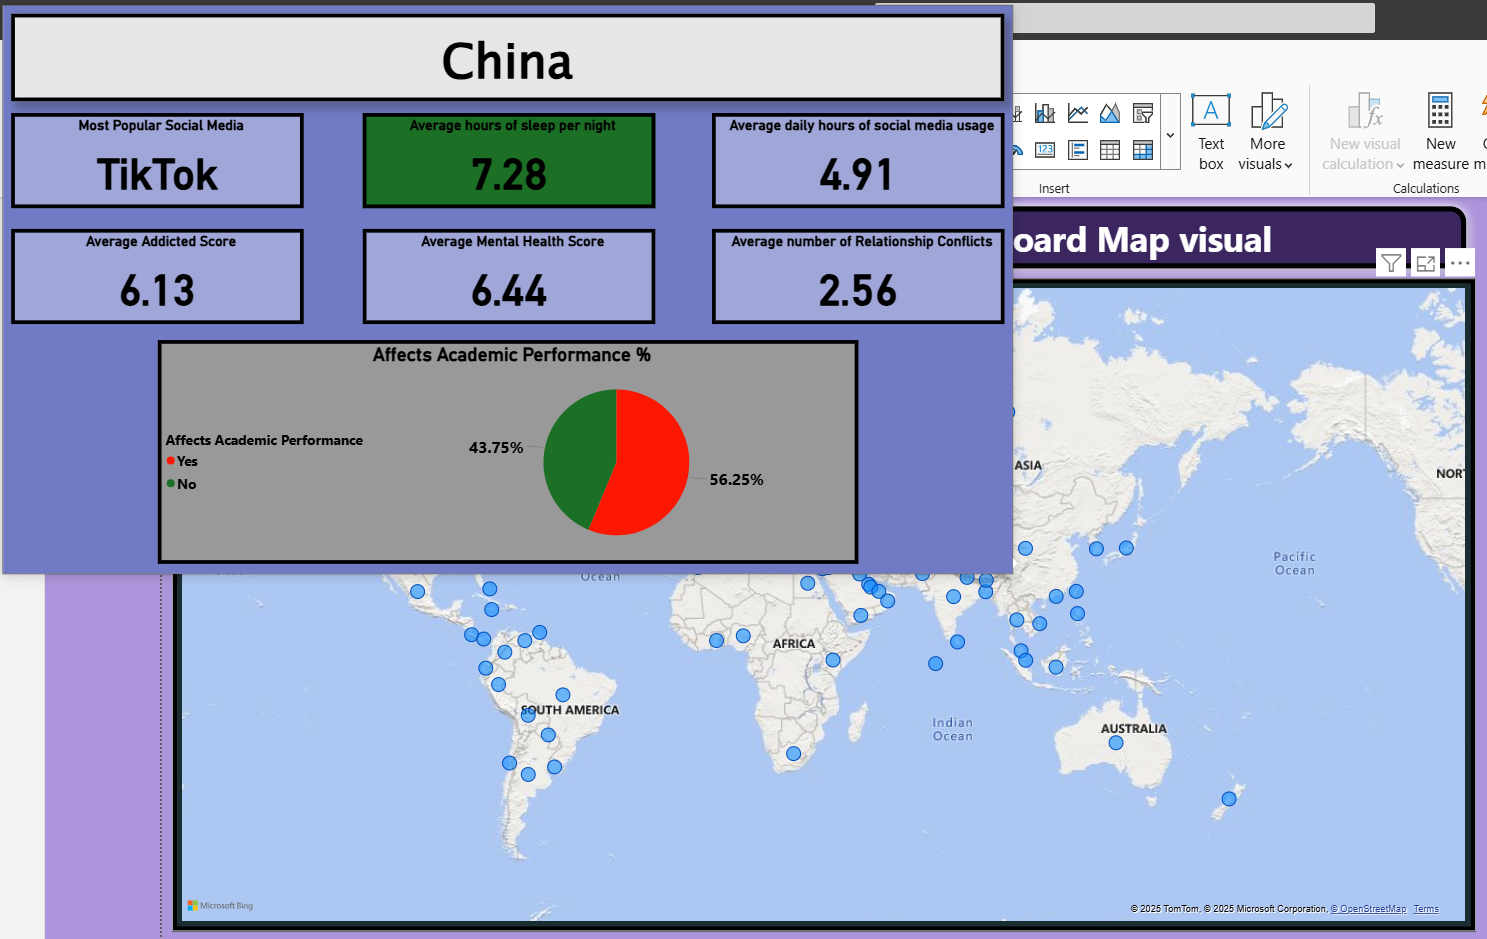 China
Most Popular Social Media
TikTok
Average hours of sleep per night
7.28
Average daily hours of social media usage
4.91
Average Addicted Score
6.13
Average Mental Health Score
6.44
Average number of Relationship Conflicts
2.56
Affects Academic Performance %
Affects Academic Performance
Yes
No
43.75%
56.25%
123
A
Text
box
More
visuals
fx
New visual
calculation
New
measure
Insert
Calculations
oard Map visual
ASIA
NORT
Pacific
Ocean
Ocean
AFRICA
SOUTH AMERICA
Indian
Ocean
AUSTRALIA
Microsoft Bing
© 2025 TomTom, © 2025 Microsoft Corporation, © OpenStreetMap Terms